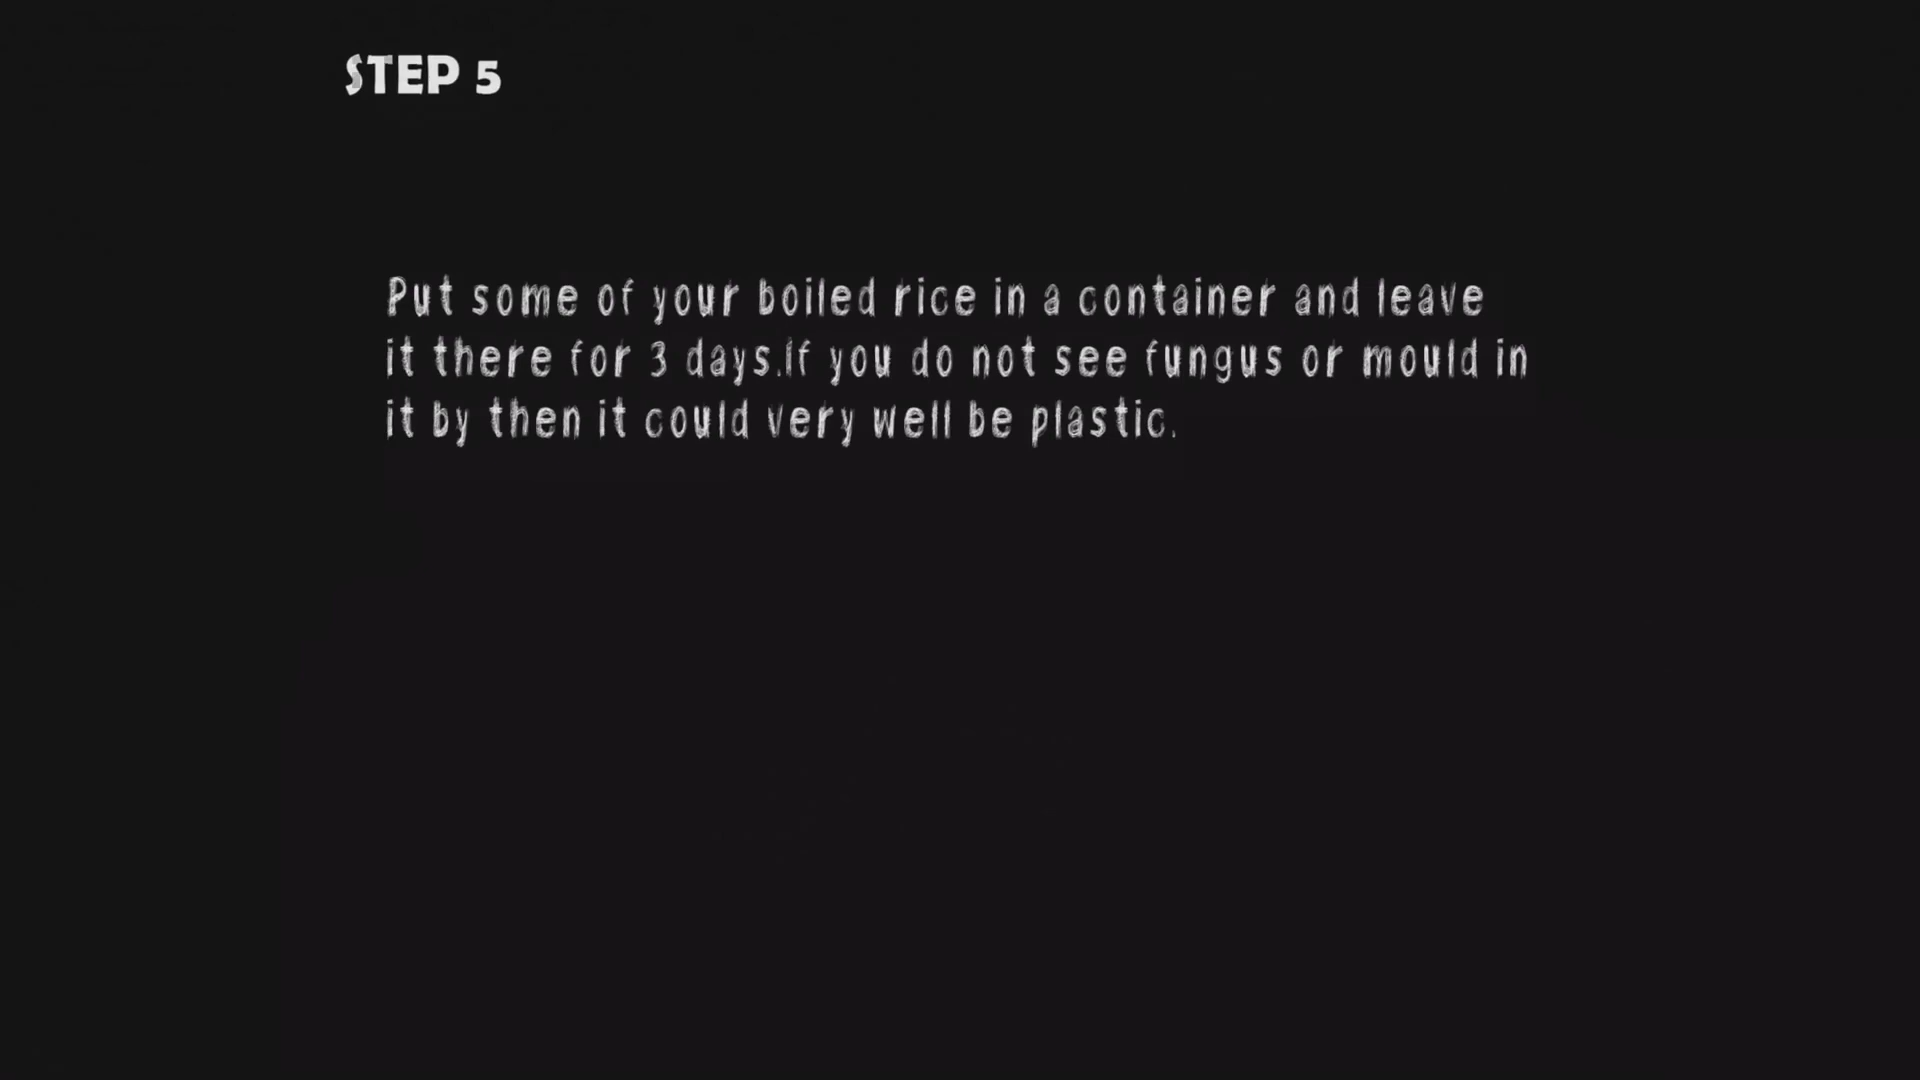 STEP 5
Put some of your boiled rice in a container and leave
it there for 3 days.If you do not see fungus or mould in
it by then it could very well be plastic.